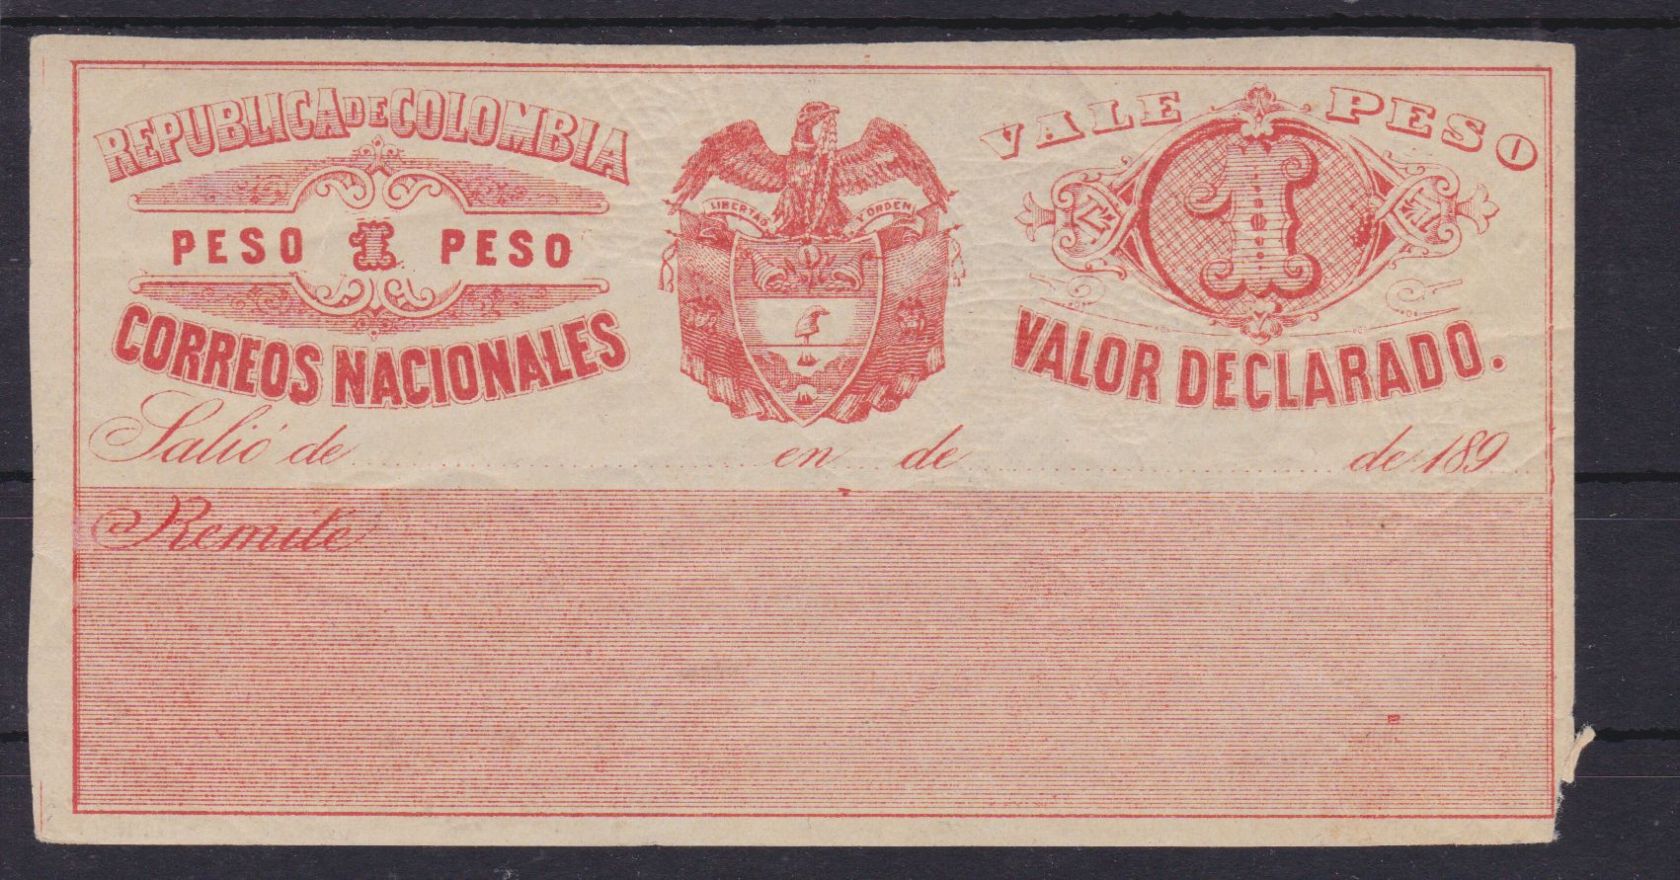 REPUBLICA DE COLOMBIA
PESO 1 PESO
CORREOS NACIONALES
LIBERTAD Y ORDEN
VALE PESO
1
VALOR DECLARADO.
Salió de en de de 189
Remite